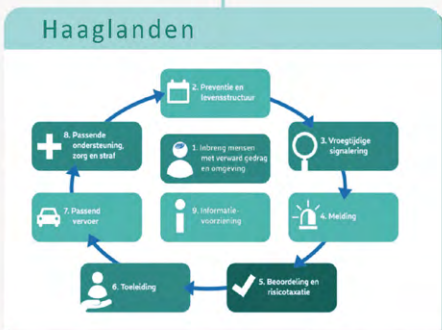 Haaglanden
2. Preventie en
levensstructuur
8. Passende
ondersteuning,
zorg en straf
1. Inbreng mensen
met verward gedrag
en omgeving
3. Vroegtijdige
signalering
7. Passend
vervoer
9. Informatie-
voorziening
4. Melding
6. Toeleiding
5. Beoordeling en
risicotaxatie